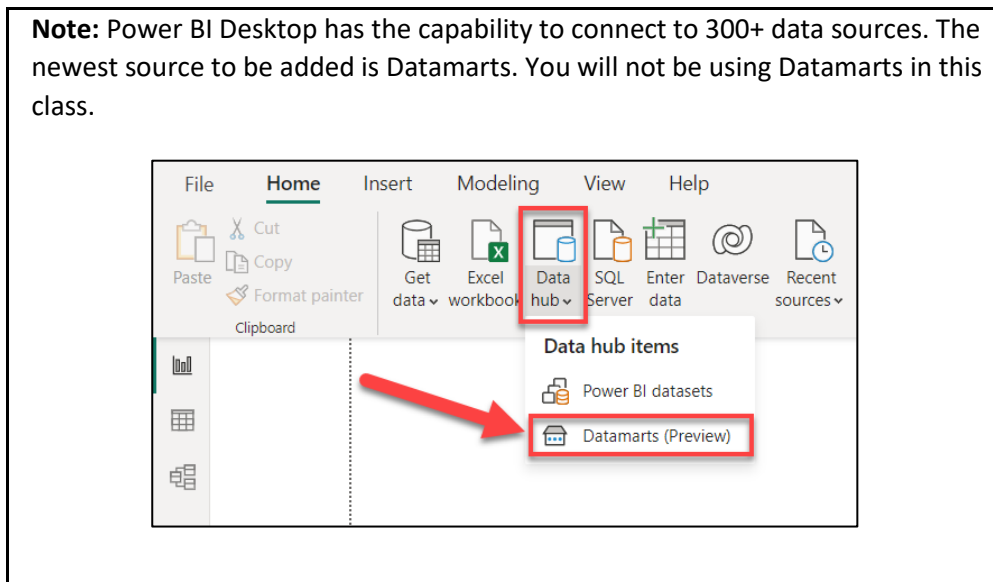 Note: Power BI Desktop has the capability to connect to 300+ data sources. The
newest source to be added is Datamarts. You will not be using Datamarts in this
class.
File Home Insert Modeling View Help
Paste
Cut
Copy
Format painter
Clipboard
Get
data
Excel
workbook
Data
hub
SQL
Server
Enter
data
Dataverse
Recent
sources
Data hub items
Power BI datasets
Datamarts (Preview)